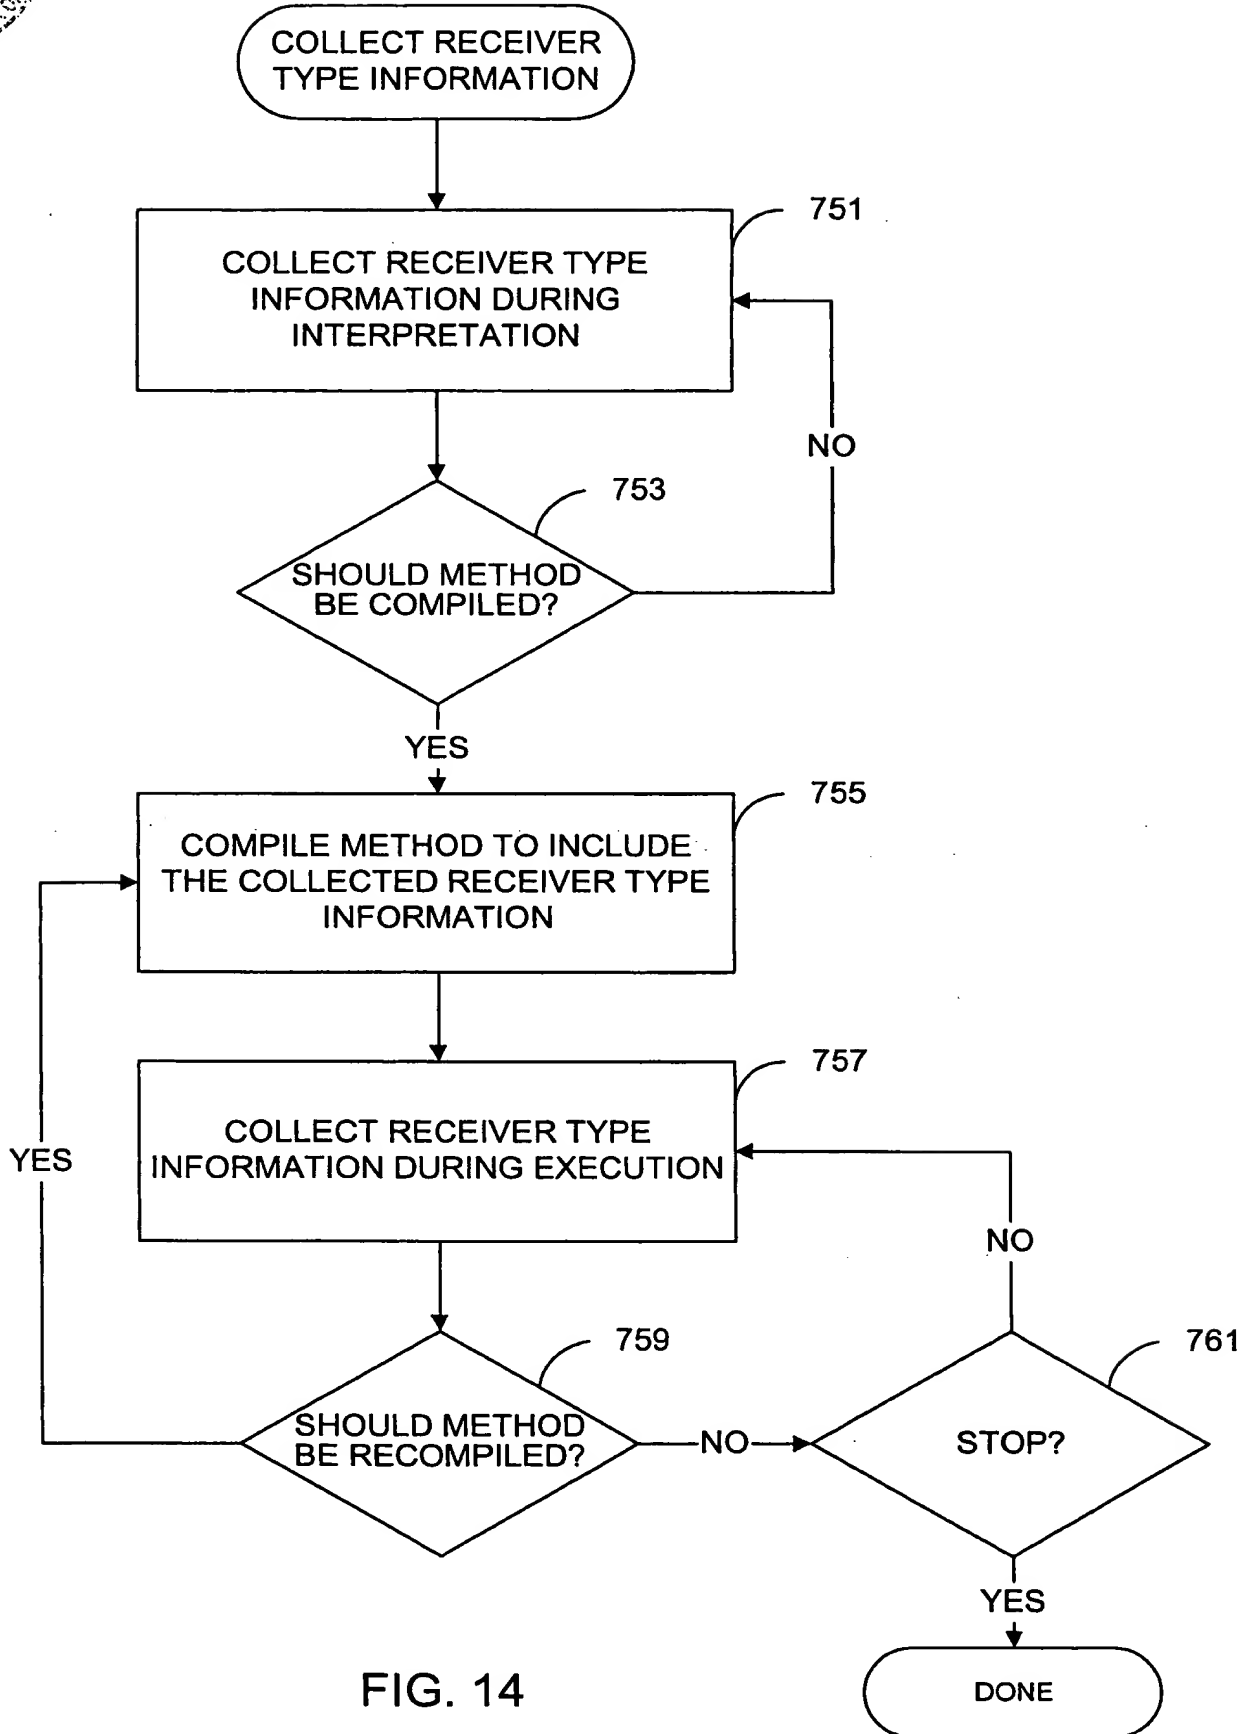 COLLECT RECEIVER
TYPE INFORMATION
751
COLLECT RECEIVER TYPE
INFORMATION DURING
INTERPRETATION
NO
753
SHOULD METHOD
BE COMPILED?
YES
755
COMPILE METHOD TO INCLUDE
THE COLLECTED RECEIVER TYPE
INFORMATION
757
COLLECT RECEIVER TYPE
INFORMATION DURING EXECUTION
YES
NO
759
761
SHOULD METHOD
BE RECOMPILED?
NO
STOP?
YES
DONE
FIG. 14